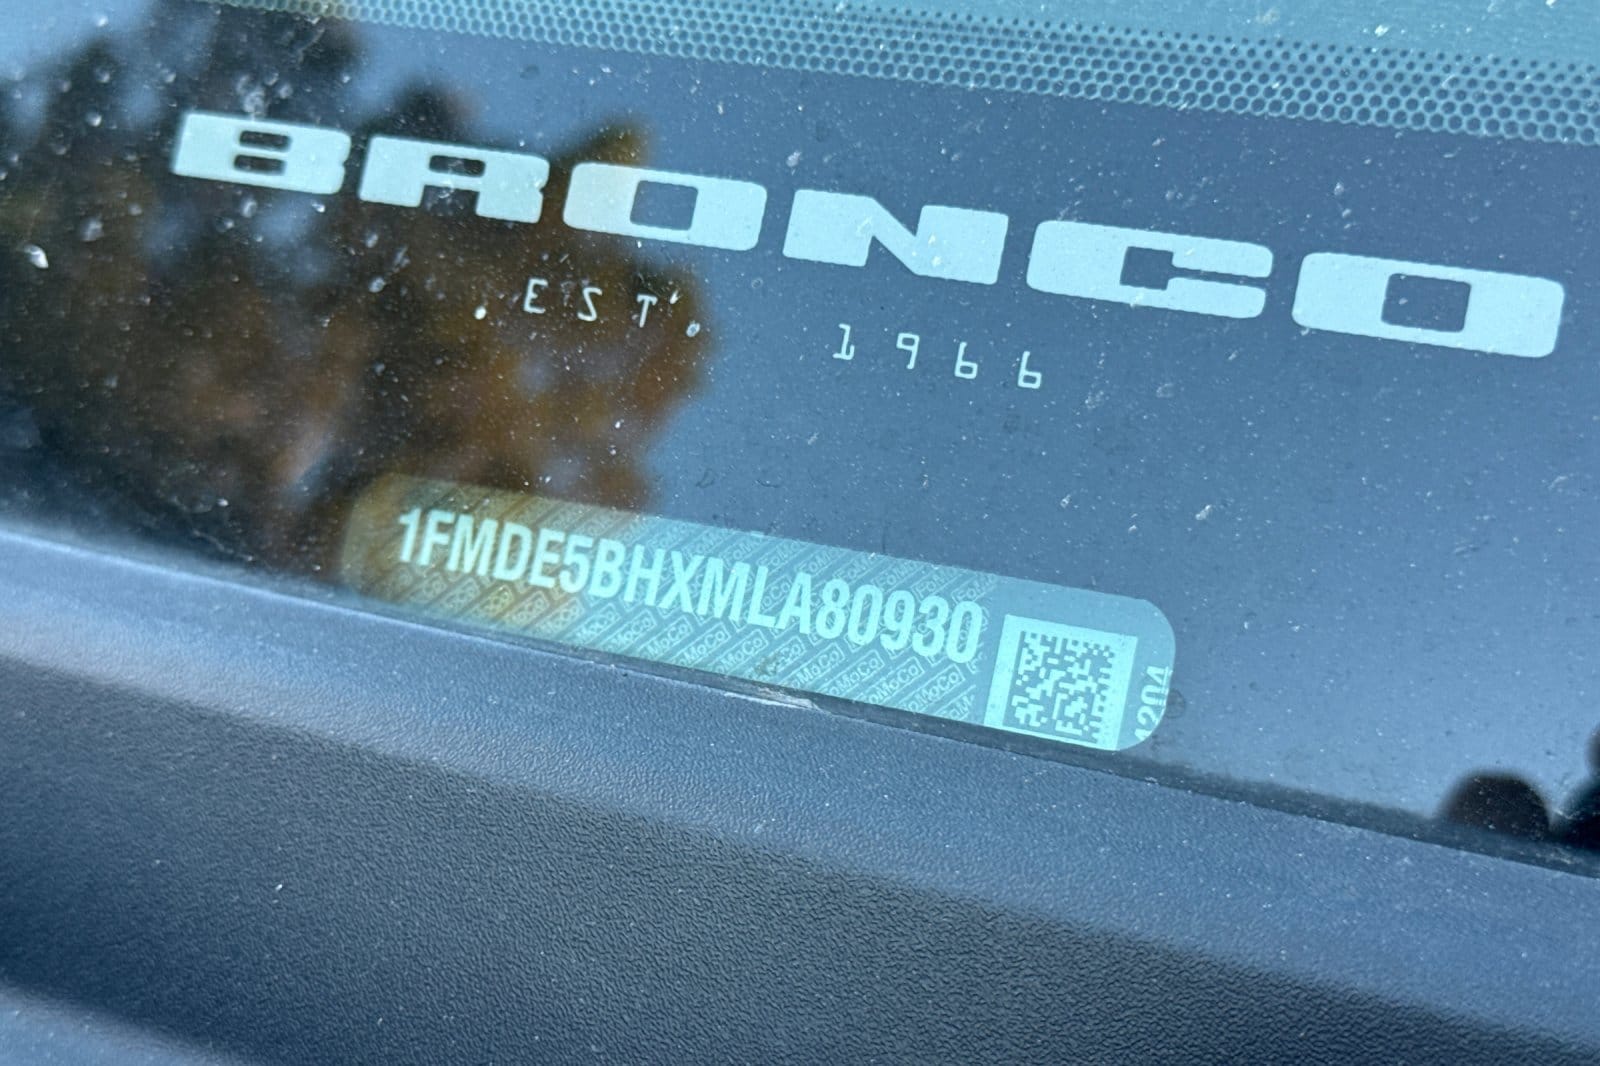 BRONCO
. EST.
1966
1FMDE5BHXMLA80930
1204